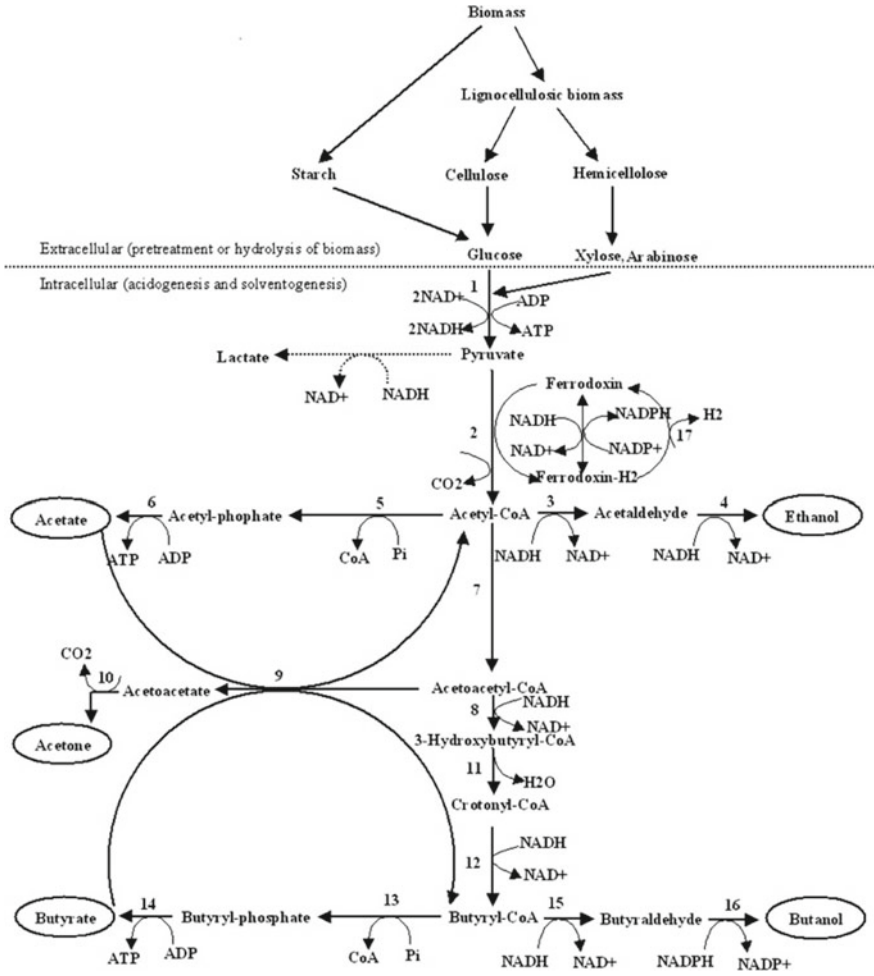 Biomass
Lignocellulosic biomass
Starch Cellulose Hemicellolose
Extracellular (pretreatment or hydrolysis of biomass) Glucose Xylose, Arabinose
Intracellular (acidogenesis and solventogenesis) 1
2NAD+ ADP
2NADH ATP
Lactate Pyruvate
NAD+ NADH
Ferrodoxin
NADH NADPH H2
2 17
NAD+ NADP+
CO2 Ferrodoxin-H2
6 5 3 4
Acetate Acetyl-phophate Acetyl-CoA Acetaldehyde Ethanol
ATP ADP CoA Pi NADH NAD+ NADH NAD+
7
CO2
10 9
Acetoacetate Acetoacetyl-CoA
NADH
8
NAD+
Acetone 3-Hydroxybutyryl-CoA
11
H2O
Crotonyl-CoA
NADH
12
NAD+
14 13 15 16
Butyrate Butyryl-phosphate Butyryl-CoA Butyraldehyde Butanol
ATP ADP CoA Pi NADH NAD+ NADPH NADP+